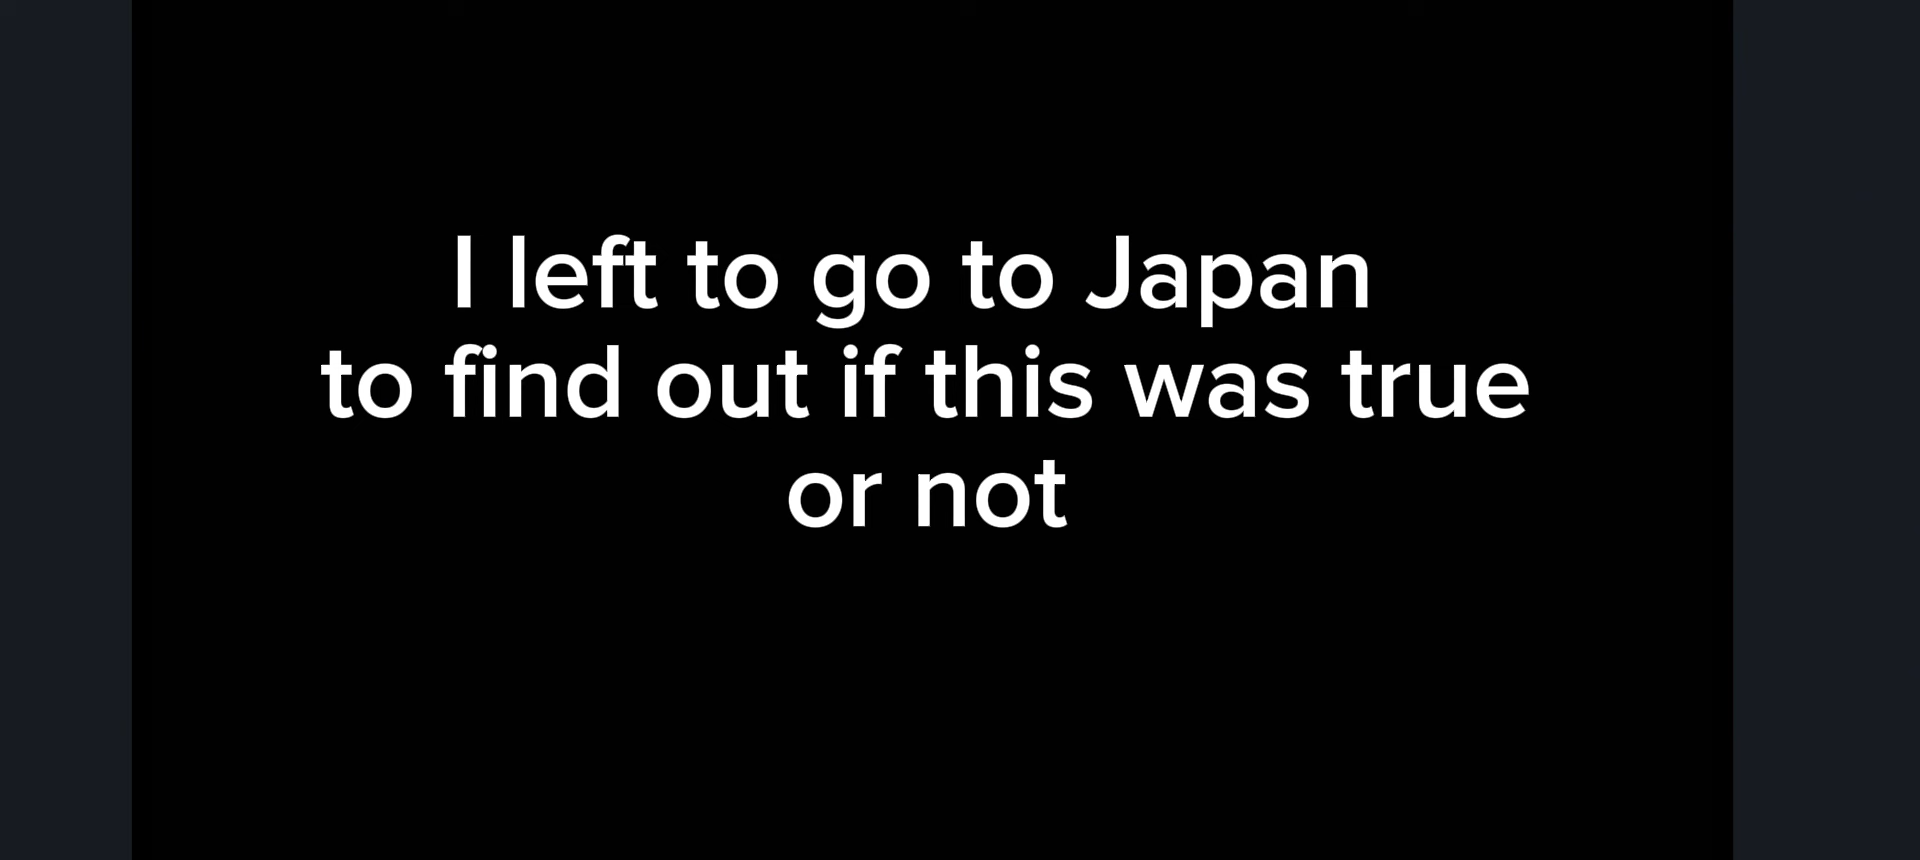 I left to go to Japan
to find out if this was true
or not